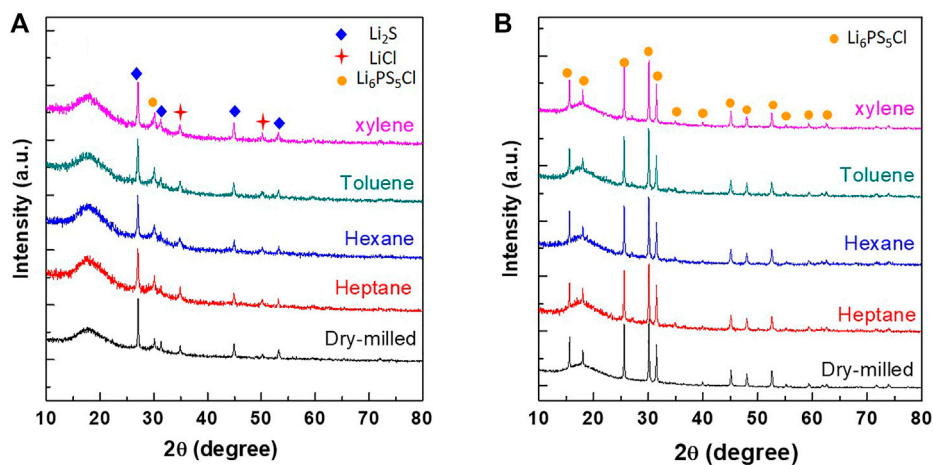 A
Li₂S
LiCl
Li₆PS₅Cl
xylene
Toluene
Hexane
Heptane
Dry-milled
Intensity (a.u.)
10 20 30 40 50 60 70 80
2θ (degree)
B
Li₆PS₅Cl
xylene
Toluene
Hexane
Heptane
Dry-milled
Intensity (a.u.)
10 20 30 40 50 60 70 80
2θ (degree)